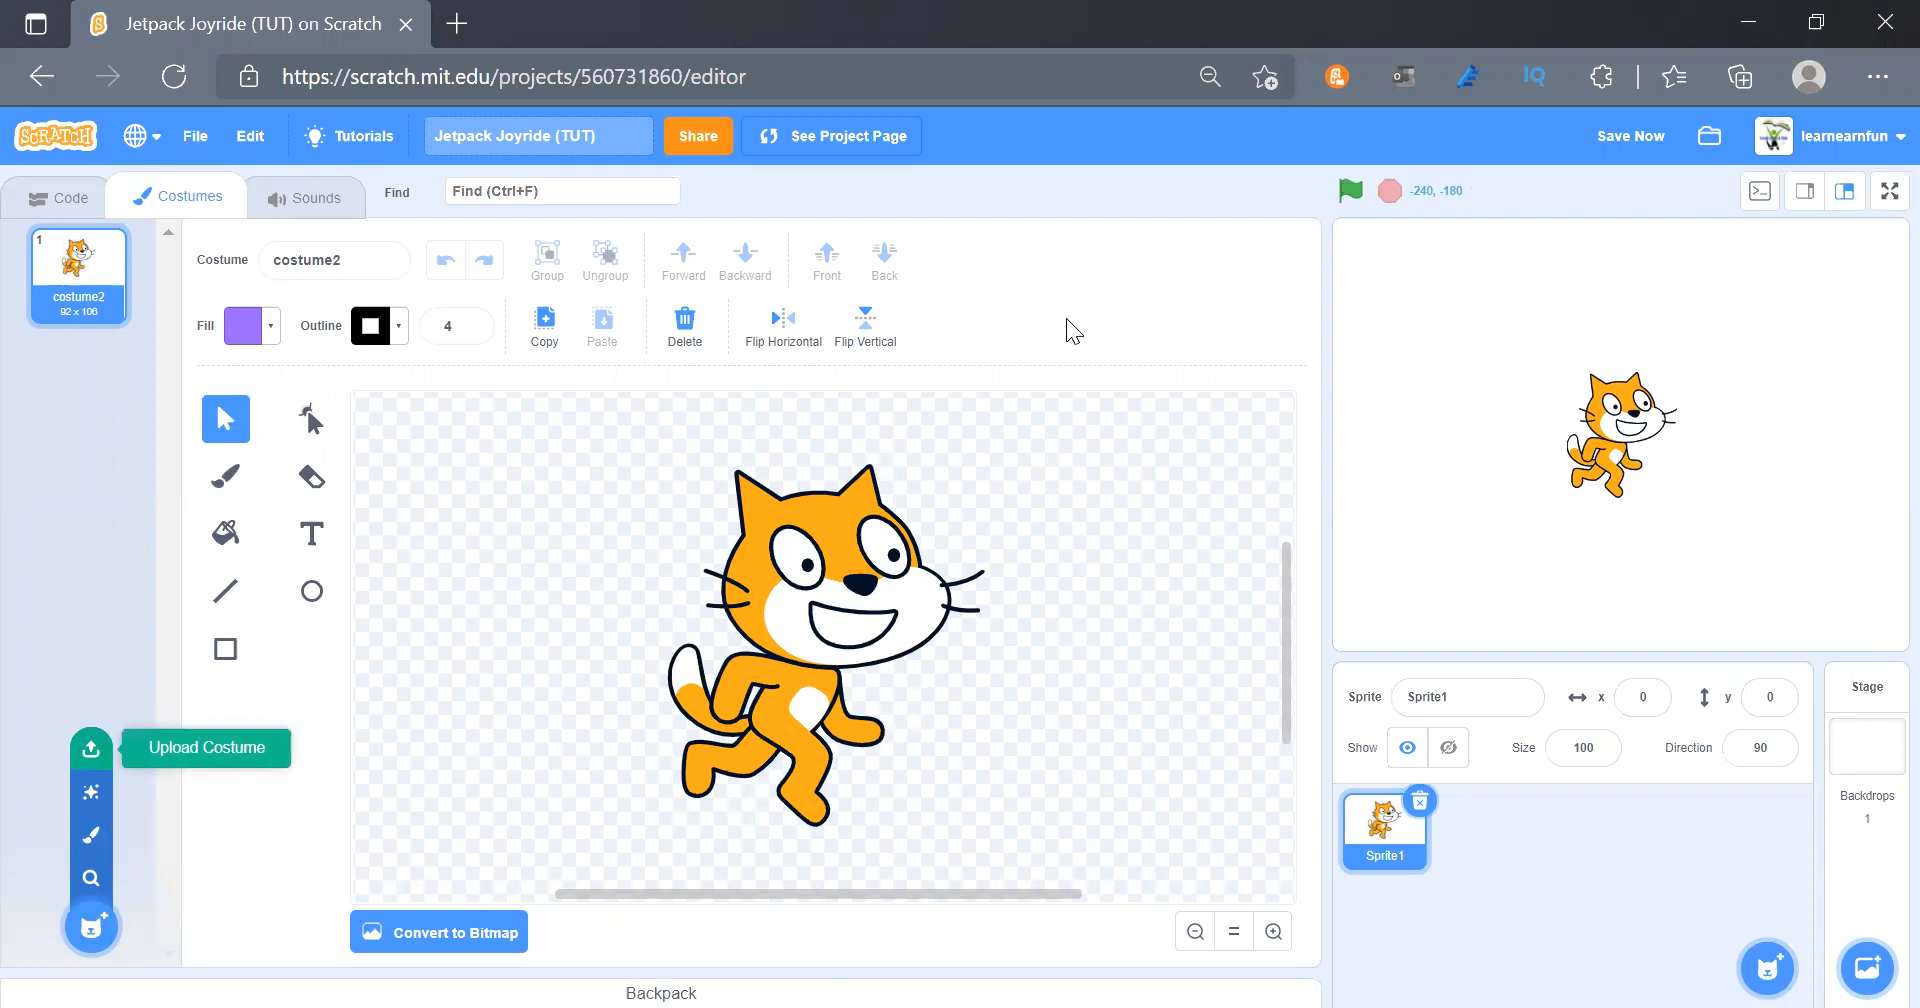 Jetpack Joyride (TUT) on Scratch
https://scratch.mit.edu/projects/560731860/editor
IQ
SCRATCH
File
Edit
Tutorials
Jetpack Joyride (TUT)
Share
See Project Page
Save Now
learnearnfun
Code
Costumes
Sounds
Find
Find (Ctrl+F)
-240, -180
1
costume2
92 x 106
Costume
costume2
Group
Ungroup
Forward
Backward
Front
Back
Fill
Outline
4
Copy
Paste
Delete
Flip Horizontal
Flip Vertical
Upload Costume
Convert to Bitmap
Backpack
Sprite
Sprite1
x
0
y
0
Show
Size
100
Direction
90
Sprite1
Stage
Backdrops
1